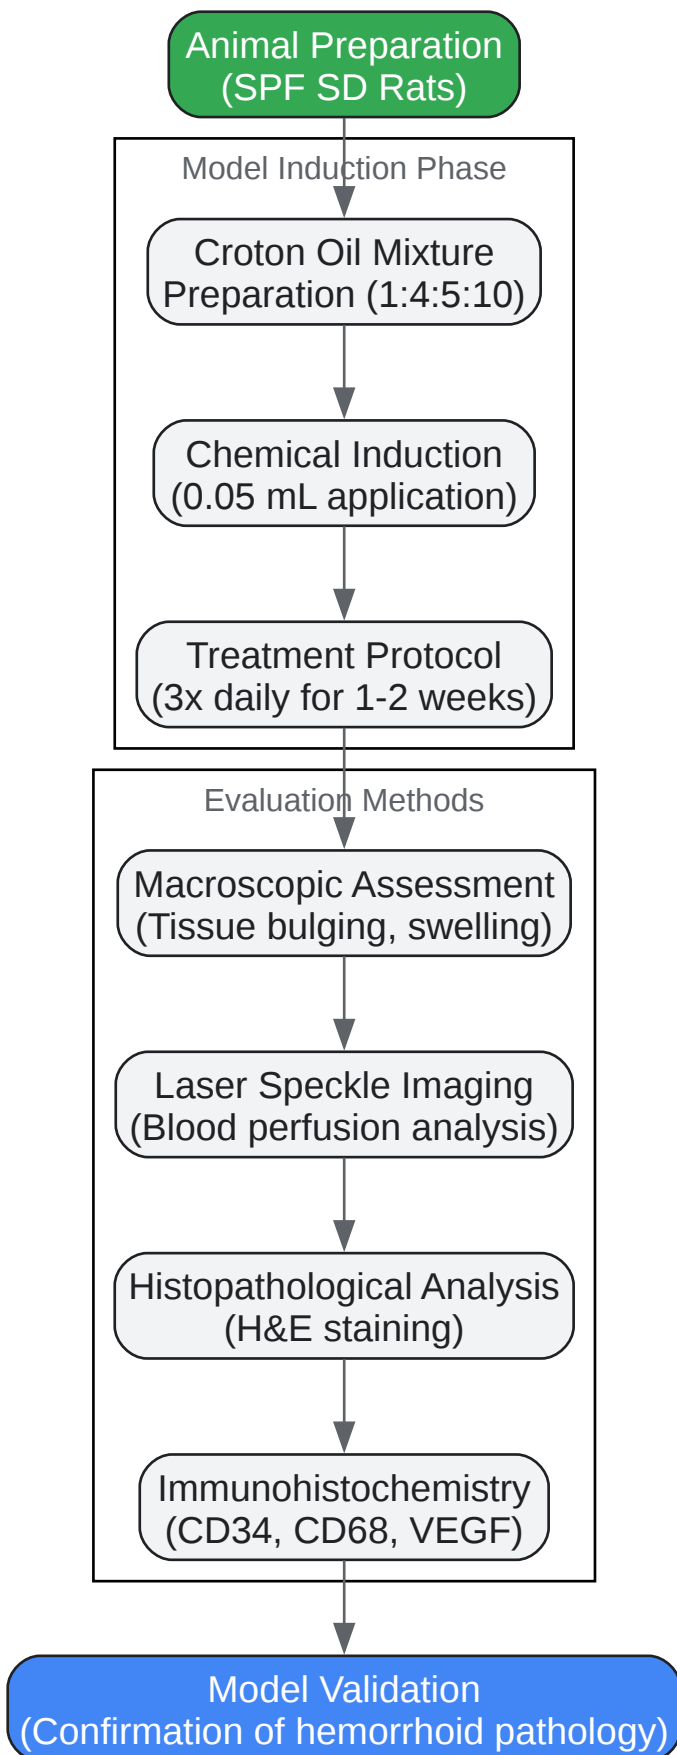 Animal Preparation
(SPF SD Rats)
Model Induction Phase
Croton Oil Mixture
Preparation (1:4:5:10)
Chemical Induction
(0.05 mL application)
Treatment Protocol
(3x daily for 1-2 weeks)
Evaluation Methods
Macroscopic Assessment
(Tissue bulging, swelling)
Laser Speckle Imaging
(Blood perfusion analysis)
Histopathological Analysis
(H&E staining)
Immunohistochemistry
(CD34, CD68, VEGF)
Model Validation
(Confirmation of hemorrhoid pathology)